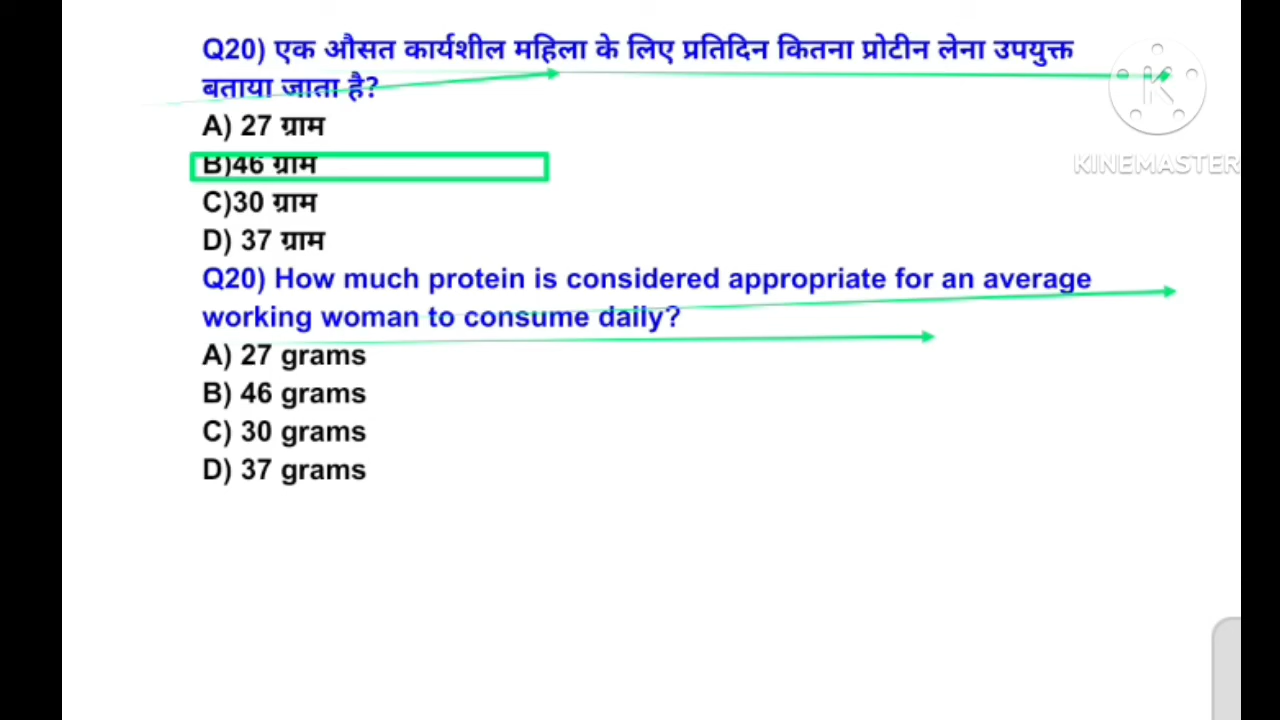 Q20) एक औसत कार्यशील महिला के लिए प्रतिदिन कितना प्रोटीन लेना उपयुक्त
बताया जाता है?
A) 27 ग्राम
B)46 ग्राम
C)30 ग्राम
D) 37 ग्राम
Q20) How much protein is considered appropriate for an average
working woman to consume daily?
A) 27 grams
B) 46 grams
C) 30 grams
D) 37 grams
K
KINEMASTER